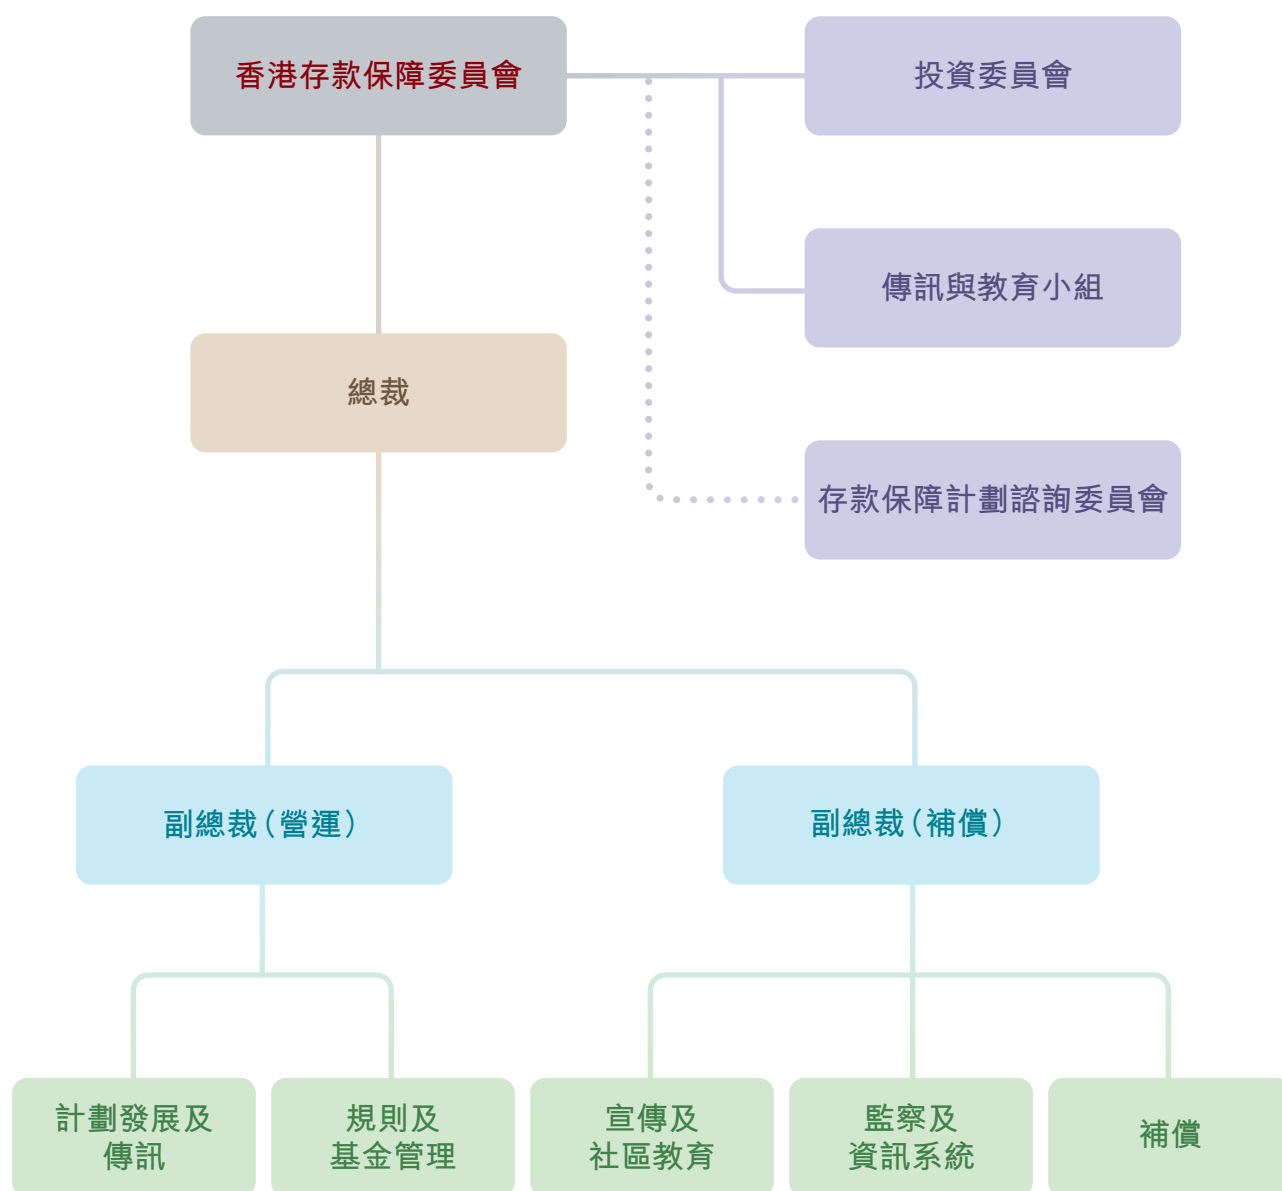 香港存款保障委員會
投資委員會
傳訊與教育小組
總裁
存款保障計劃諮詢委員會
副總裁（營運）
副總裁（補償）
計劃發展及
傳訊
規則及
基金管理
宣傳及
社區教育
監察及
資訊系統
補償